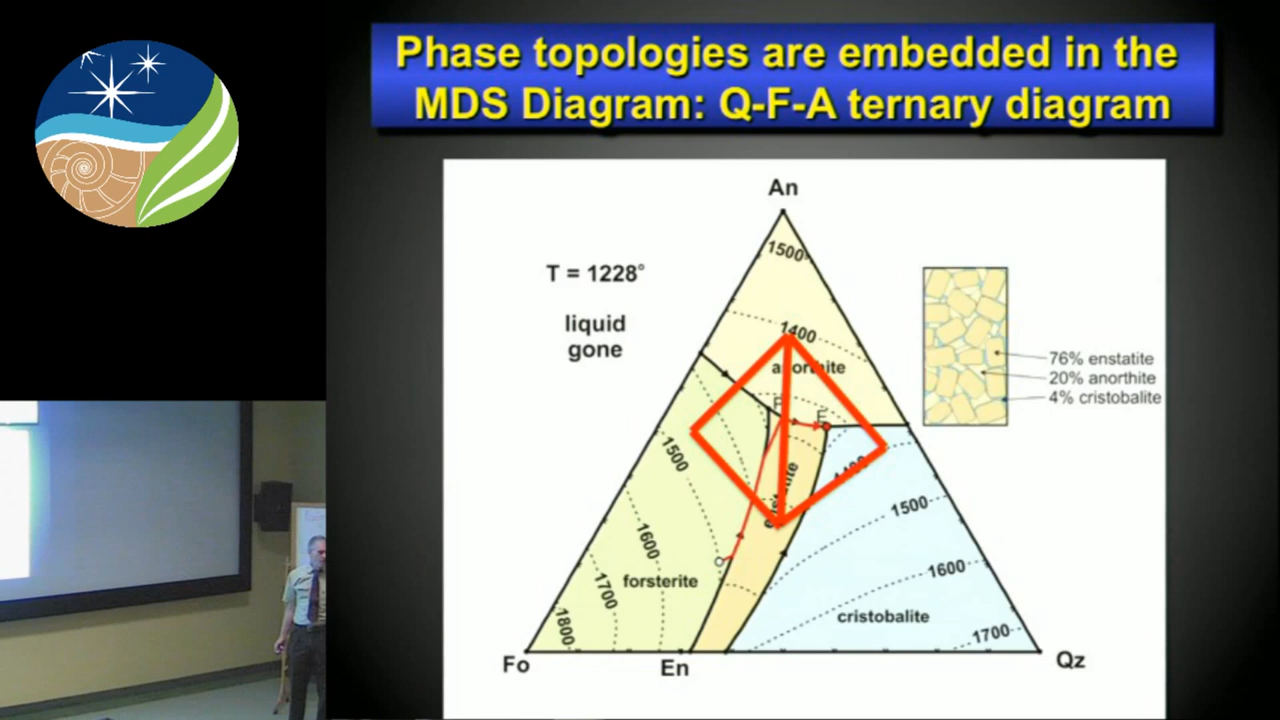 Phase topologies are embedded in the
MDS Diagram: Q-F-A ternary diagram
An
1500
T = 1228°
liquid
gone
1400
anorthite
76% enstatite
20% anorthite
4% cristobalite
1500
1500
1600
1600
forsterite
1700
cristobalite
1800
1700
Fo
En
Qz